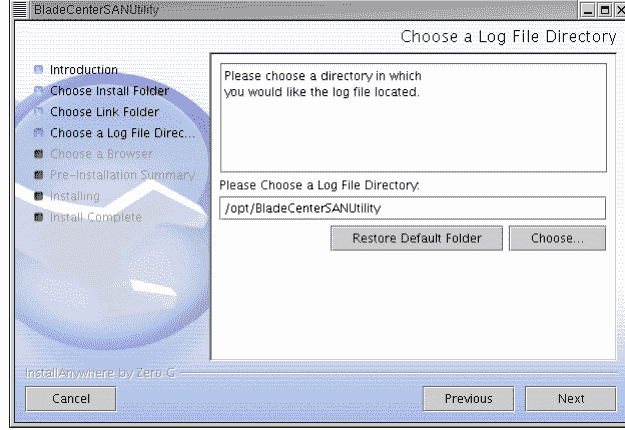 BladeCenterSANUtility
Choose a Log File Directory
Introduction
Choose Install Folder
Choose Link Folder
Choose a Log File Direc...
Choose a Browser
Pre-Installation Summary
Installing
Install Complete
Please choose a directory in which
you would like the log file located.
Please Choose a Log File Directory:
/opt/BladeCenterSANUtility
Restore Default Folder
Choose...
InstallAnywhere by Zero G
Cancel
Previous
Next